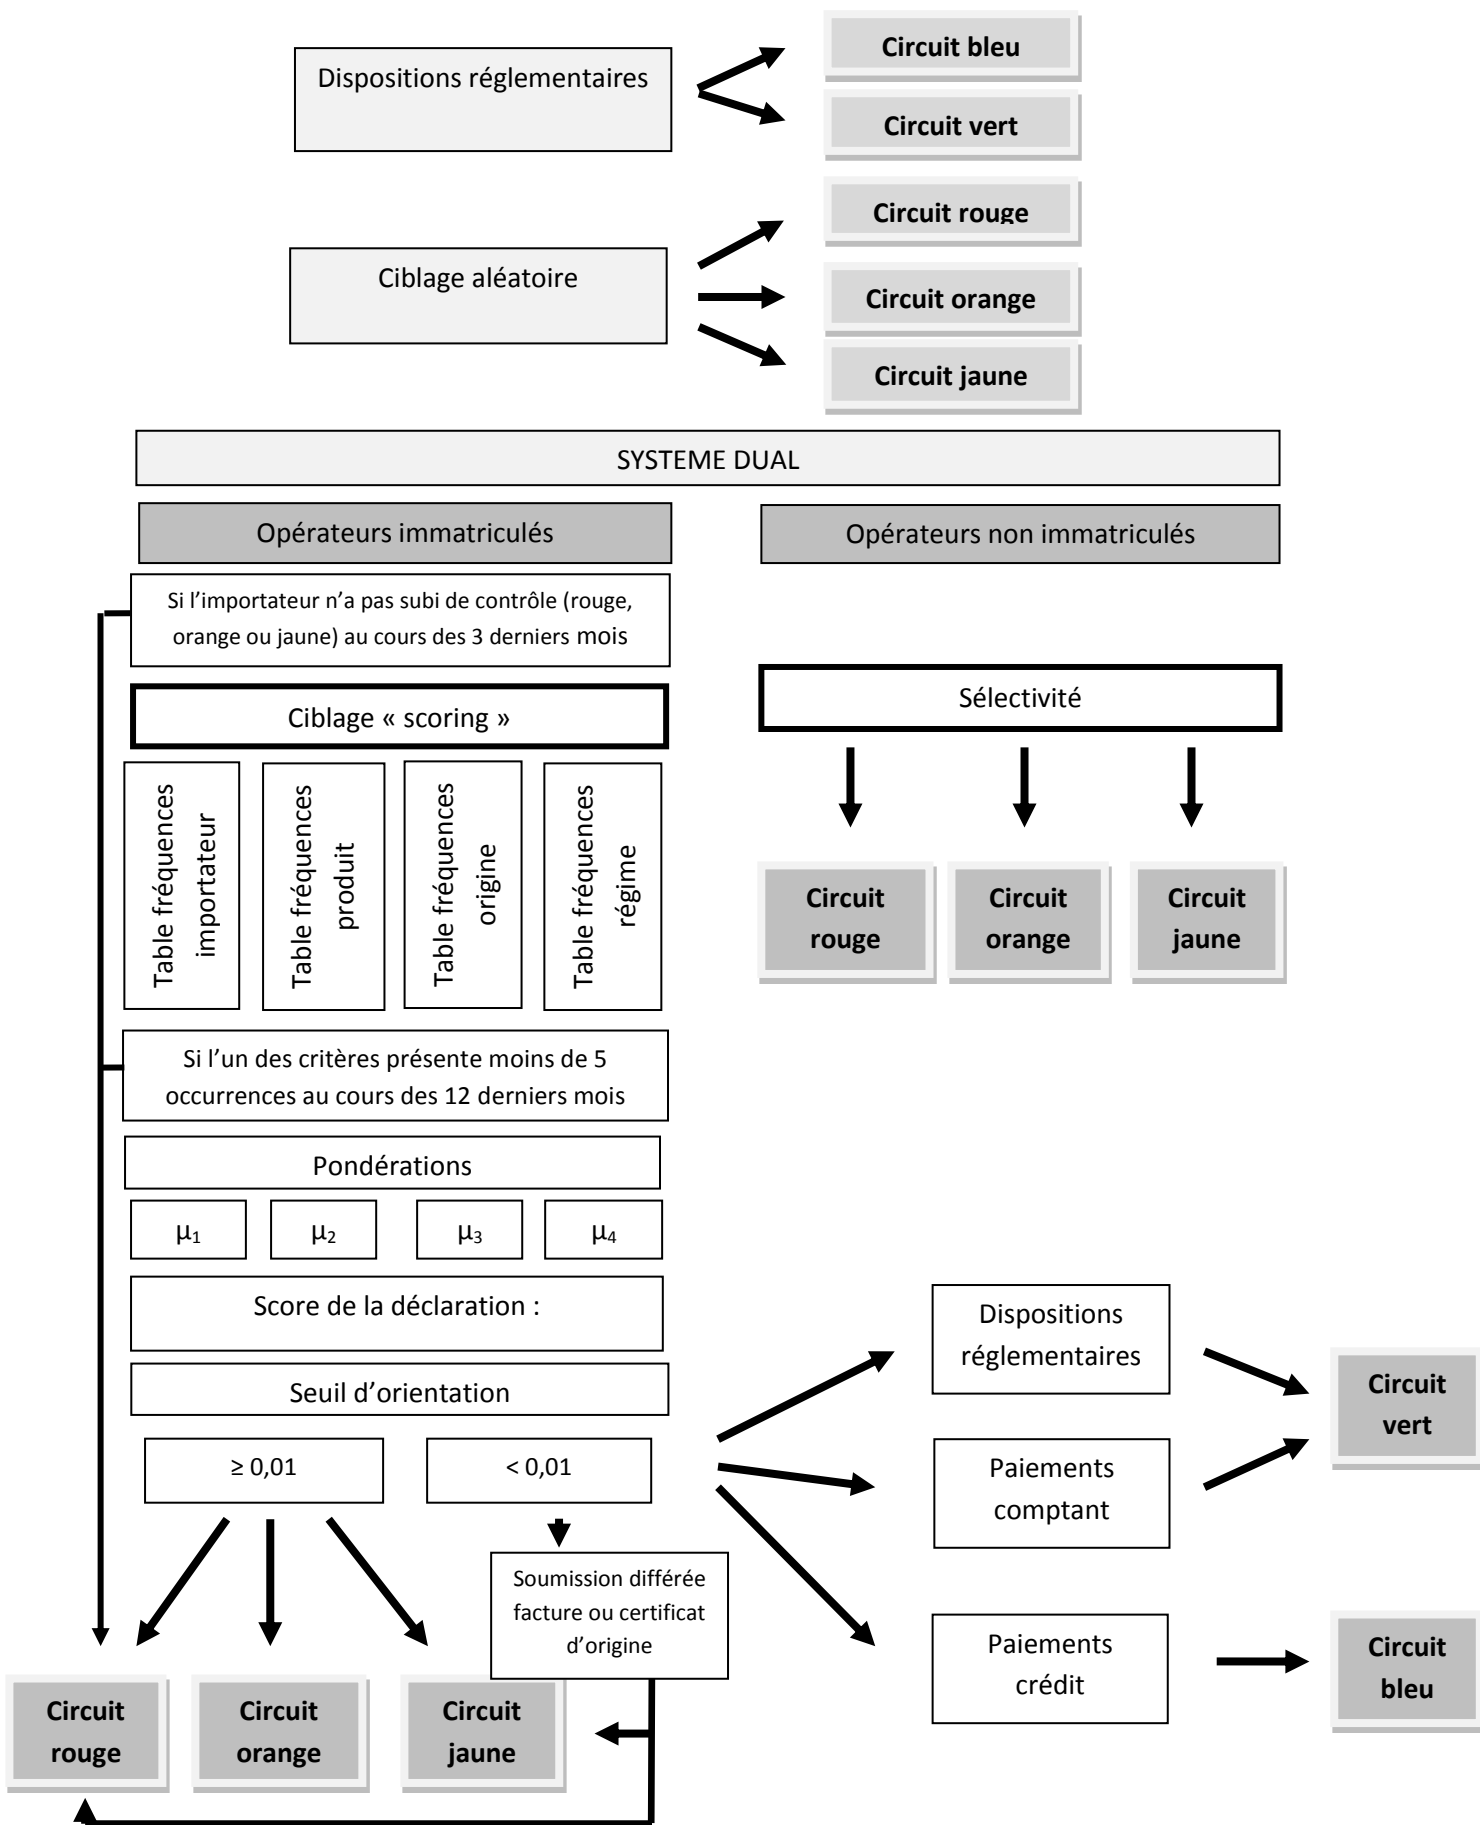 Dispositions réglementaires
Circuit bleu
Circuit vert
Ciblage aléatoire
Circuit rouge
Circuit orange
Circuit jaune
SYSTEME DUAL
Opérateurs immatriculés
Opérateurs non immatriculés
Si l’importateur n’a pas subi de contrôle (rouge,
orange ou jaune) au cours des 3 derniers mois
Ciblage « scoring »
Sélectivité
Table fréquences
importateur
Table fréquences
produit
Table fréquences
origine
Table fréquences
régime
Circuit
rouge
Circuit
orange
Circuit
jaune
Si l’un des critères présente moins de 5
occurrences au cours des 12 derniers mois
Pondérations
µ1
µ2
µ3
µ4
Score de la déclaration :
Seuil d’orientation
≥ 0,01
< 0,01
Dispositions
réglementaires
Paiements
comptant
Circuit
vert
Soumission différée
facture ou certificat
d’origine
Paiements
crédit
Circuit
bleu
Circuit
rouge
Circuit
orange
Circuit
jaune